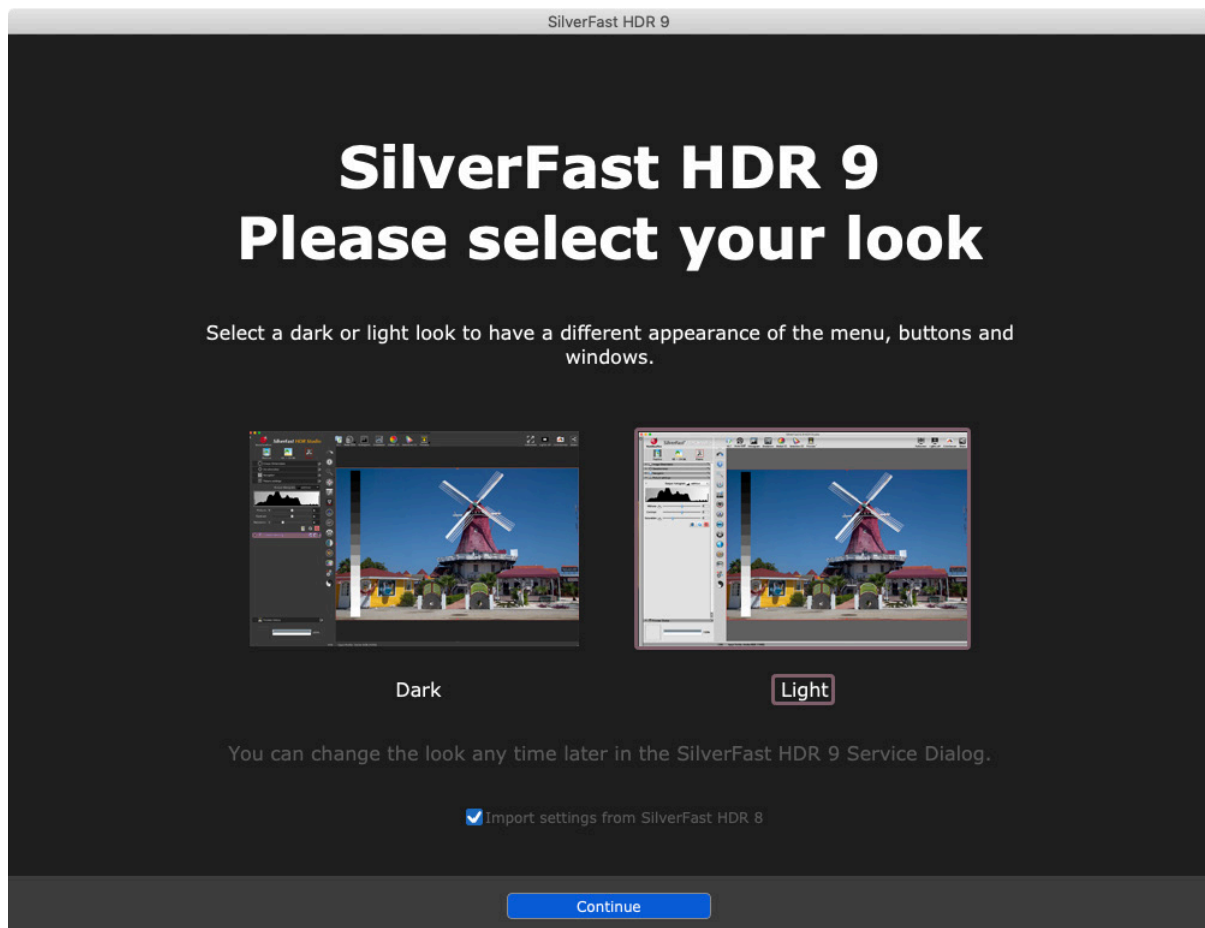 SilverFast HDR 9
SilverFast HDR 9
Please select your look
Select a dark or light look to have a different appearance of the menu, buttons and
windows.
Dark
Light
You can change the look any time later in the SilverFast HDR 9 Service Dialog.
Import settings from SilverFast HDR 8
Continue